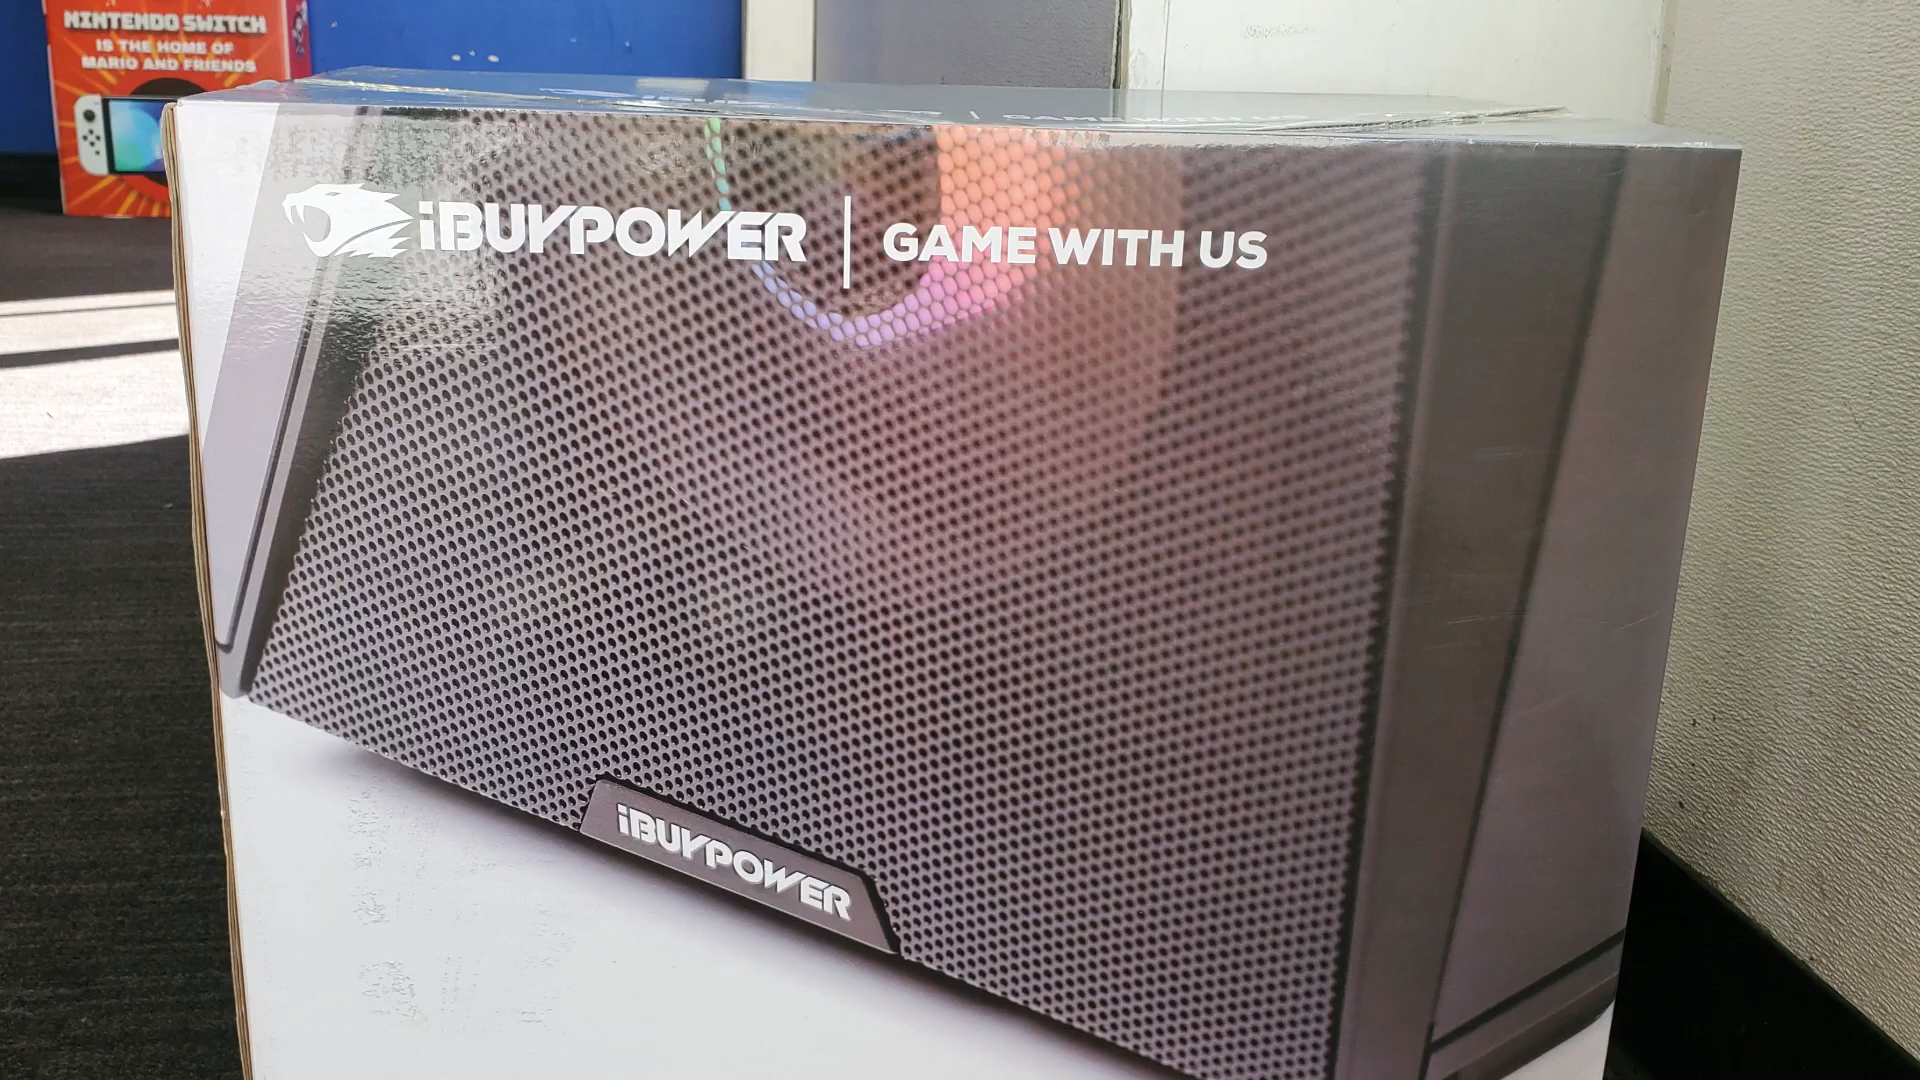 NINTENDO SWITCH
IS THE HOME OF
MARIO AND FRIENDS
iBUYPOWER | GAME WITH US
iBUYPOWER